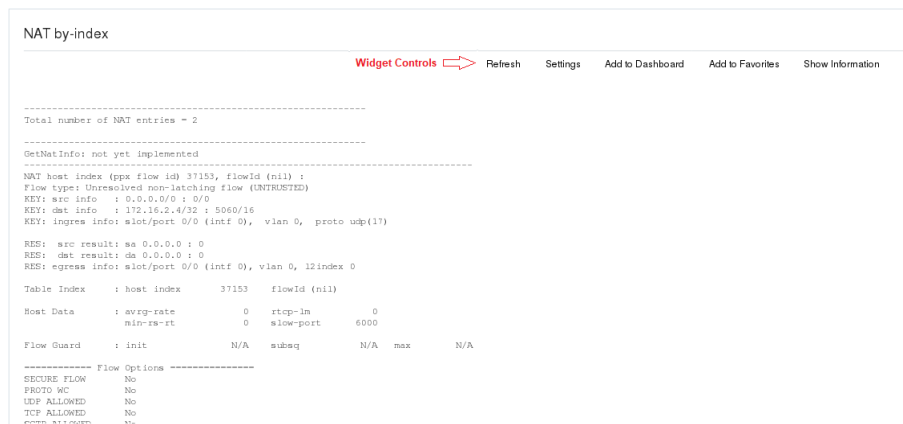 NAT by-index
Widget Controls Refresh Settings Add to Dashboard Add to Favorites Show Information
--------------------------------------------------------------
Total number of NAT entries = 2
--------------------------------------------------------------
GetNatInfo: not yet implemented
---------------------------------------------------------------------------------
NAT host index (ppx flow id) 37153, flowId (nil) :
Flow type: Unresolved non-latching flow (UNTRUSTED)
KEY: src info : 0.0.0.0/0 : 0/0
KEY: dst info : 172.16.2.4/32 : 5060/16
KEY: ingres info: slot/port 0/0 (intf 0), vlan 0, proto udp(17)
RES: src result: sa 0.0.0.0 : 0
RES: dst result: da 0.0.0.0 : 0
RES: egress info: slot/port 0/0 (intf 0), vlan 0, l2index 0
Table Index : host index 37153 flowId (nil)
Host Data : avrg-rate 0 rtcp-lm 0
min-rs-rt 0 slow-port 6000
Flow Guard : init N/A subsq N/A max N/A
============ Flow Options ===============
SECURE FLOW No
PROTO WC No
UDP ALLOWED No
TCP ALLOWED No